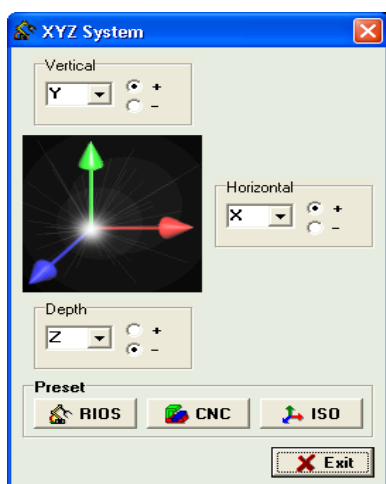 XYZ System
Vertical
Y
+
-
Horizontal
X
+
-
Depth
Z
+
-
Preset
RIOS CNC ISO
Exit